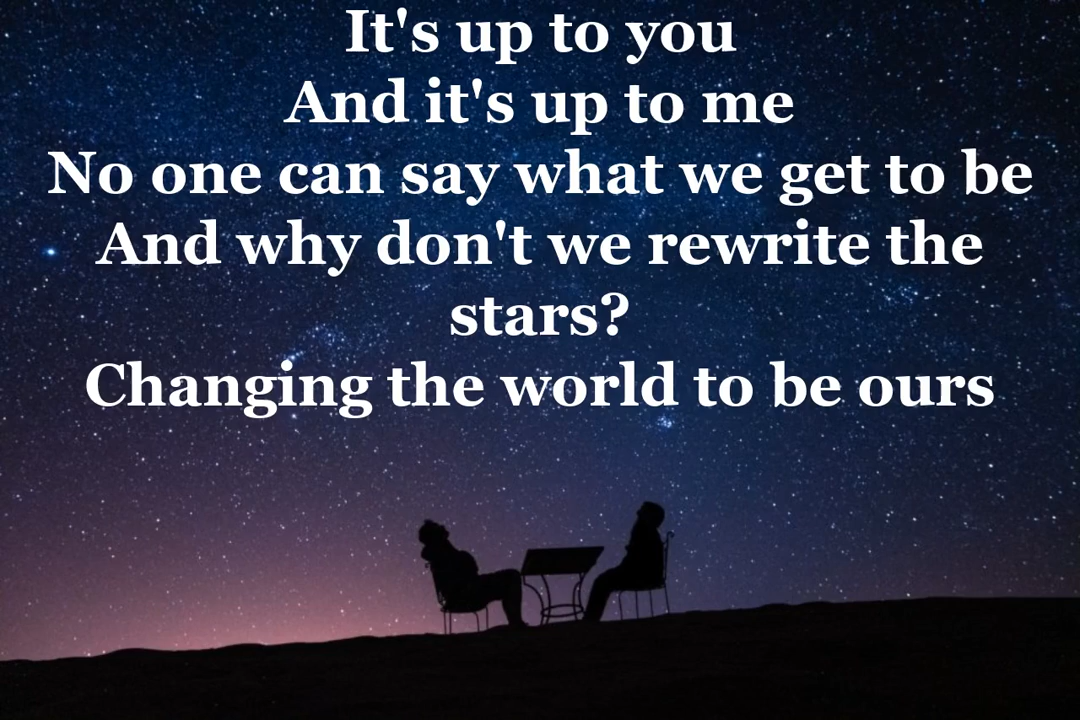 It's up to you
And it's up to me
No one can say what we get to be
And why don't we rewrite the
stars?
Changing the world to be ours